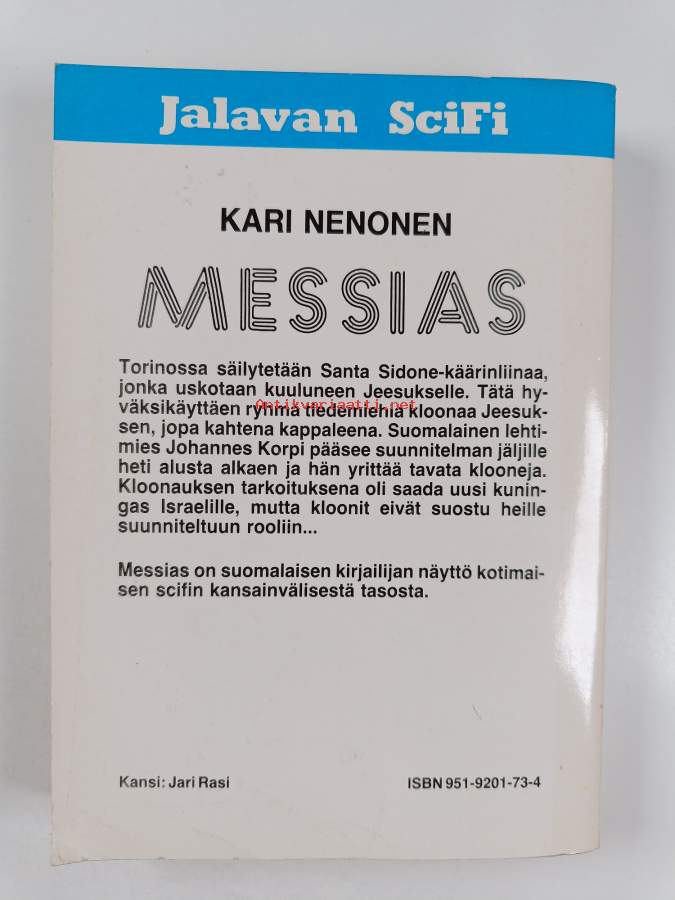 Jalavan SciFi
KARI NENONEN
MESSIAS
Torinossa säilytetään Santa Sidone-käärinliinaa,
jonka uskotaan kuuluneen Jeesukselle. Tätä hy-
väksikäyttäen ryhmä tiedemiehiä kloonaa Jeesuk-
Antikvariaatti.net
sen, jopa kahtena kappaleena. Suomalainen lehti-
mies Johannes Korpi pääsee suunnitelman jäljille
heti alusta alkaen ja hän yrittää tavata klooneja.
Kloonauksen tarkoituksena oli saada uusi kunin-
gas Israelille, mutta kloonit eivät suostu heille
suunniteltuun rooliin...
Messias on suomalaisen kirjailijan näyttö kotimai-
sen scifin kansainvälisestä tasosta.
Kansi: Jari Rasi
ISBN 951-9201-73-4